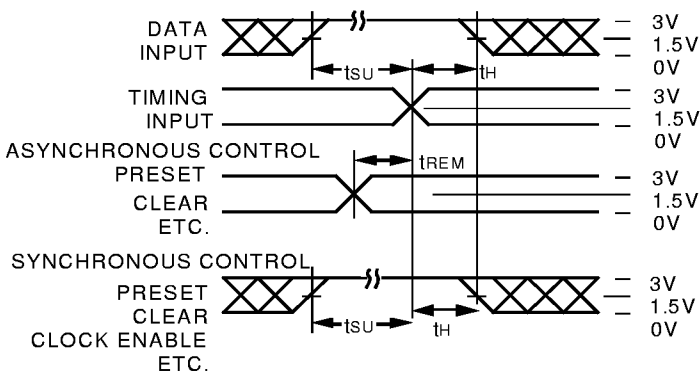 DATA
INPUT
tSU
tH
3V
1.5V
0V
TIMING
INPUT
3V
1.5V
0V
ASYNCHRONOUS CONTROL
PRESET
CLEAR
ETC.
tREM
3V
1.5V
0V
SYNCHRONOUS CONTROL
PRESET
CLEAR
CLOCK ENABLE
ETC.
tSU
tH
3V
1.5V
0V